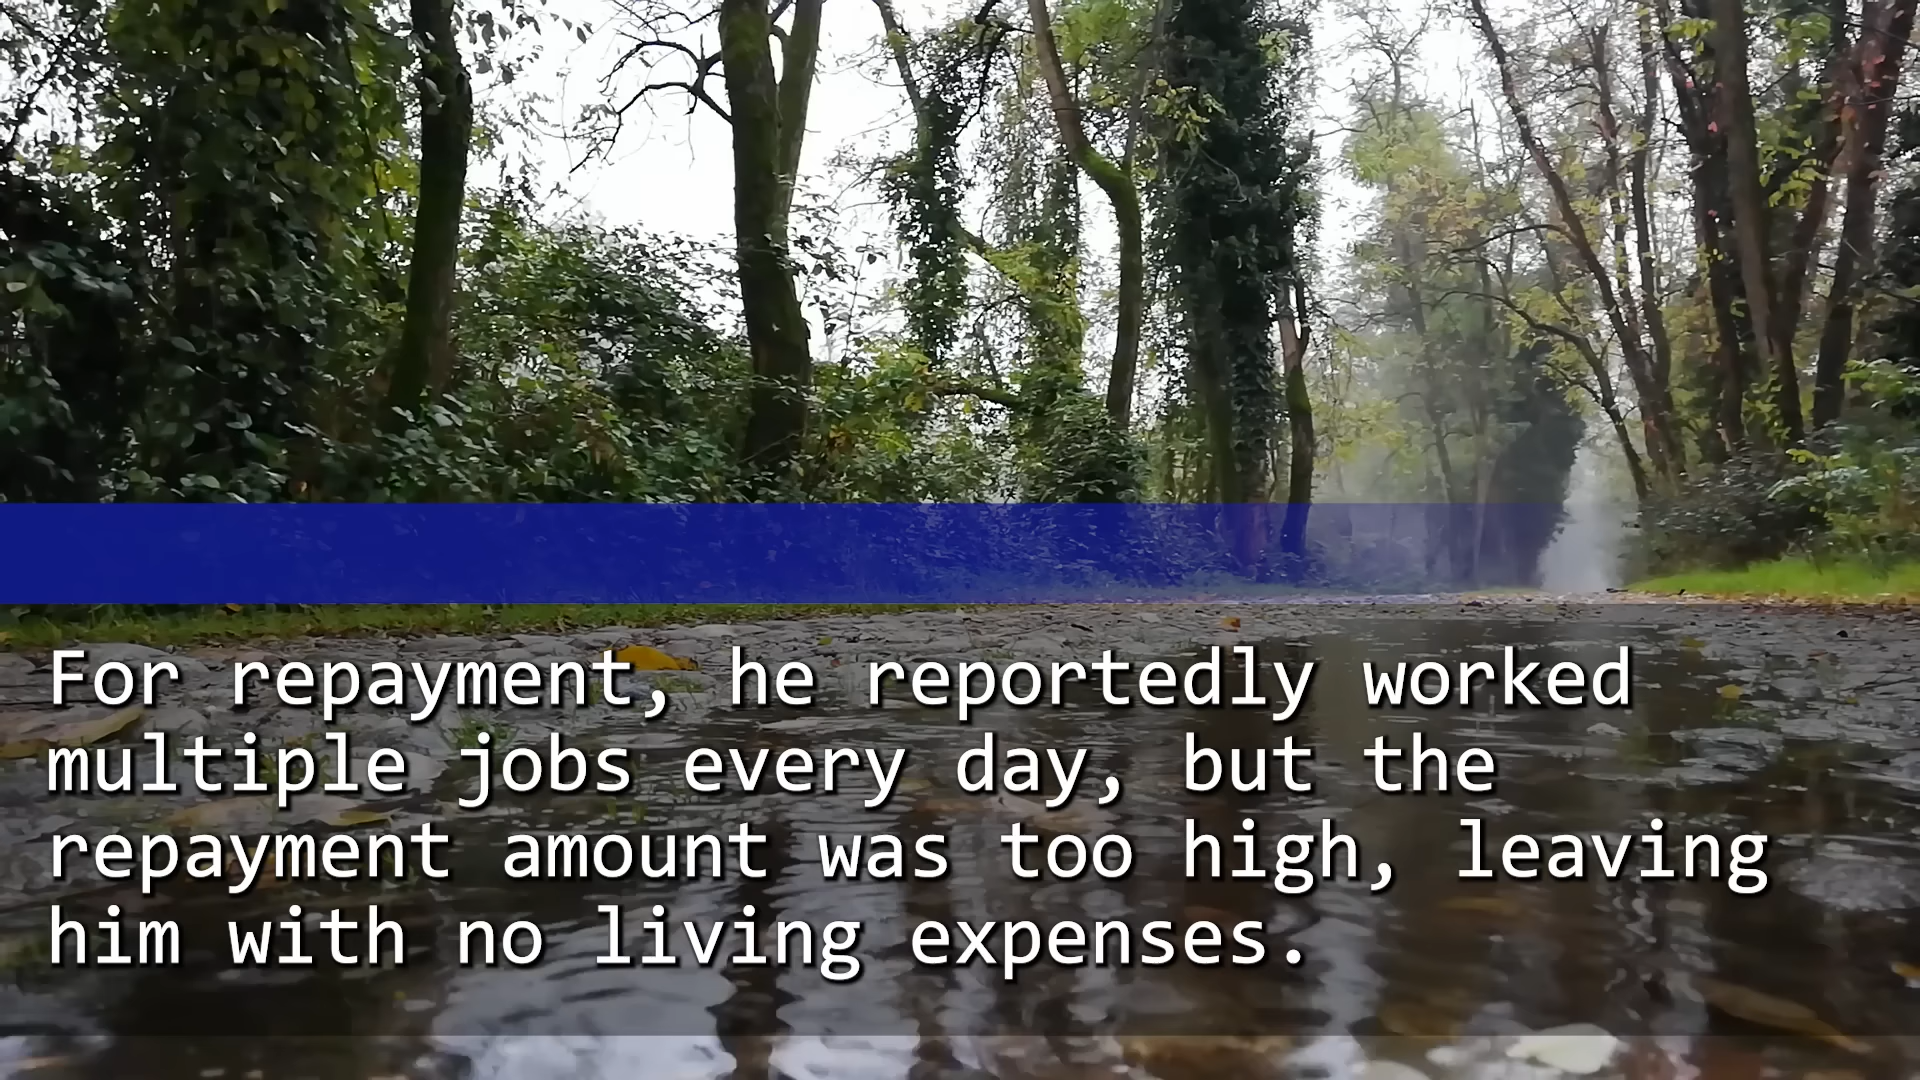 For repayment, he reportedly worked
multiple jobs every day, but the
repayment amount was too high, leaving
him with no living expenses.